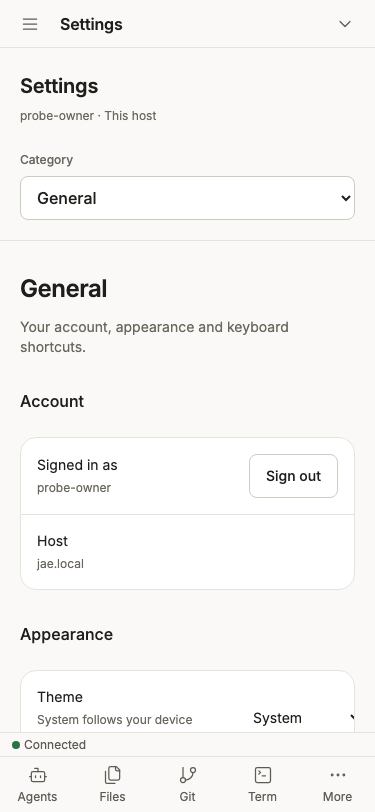 Settings
Settings
probe-owner · This host
Category
General
General
Your account, appearance and keyboard
shortcuts.
Account
Signed in as
probe-owner
Sign out
Host
jae.local
Appearance
Theme
System follows your device
System
Connected
Agents
Files
Git
Term
More